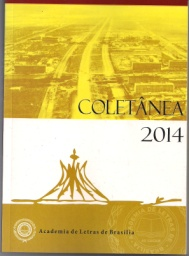 COLETÂNEA
2014
Academia de Letras de Brasília